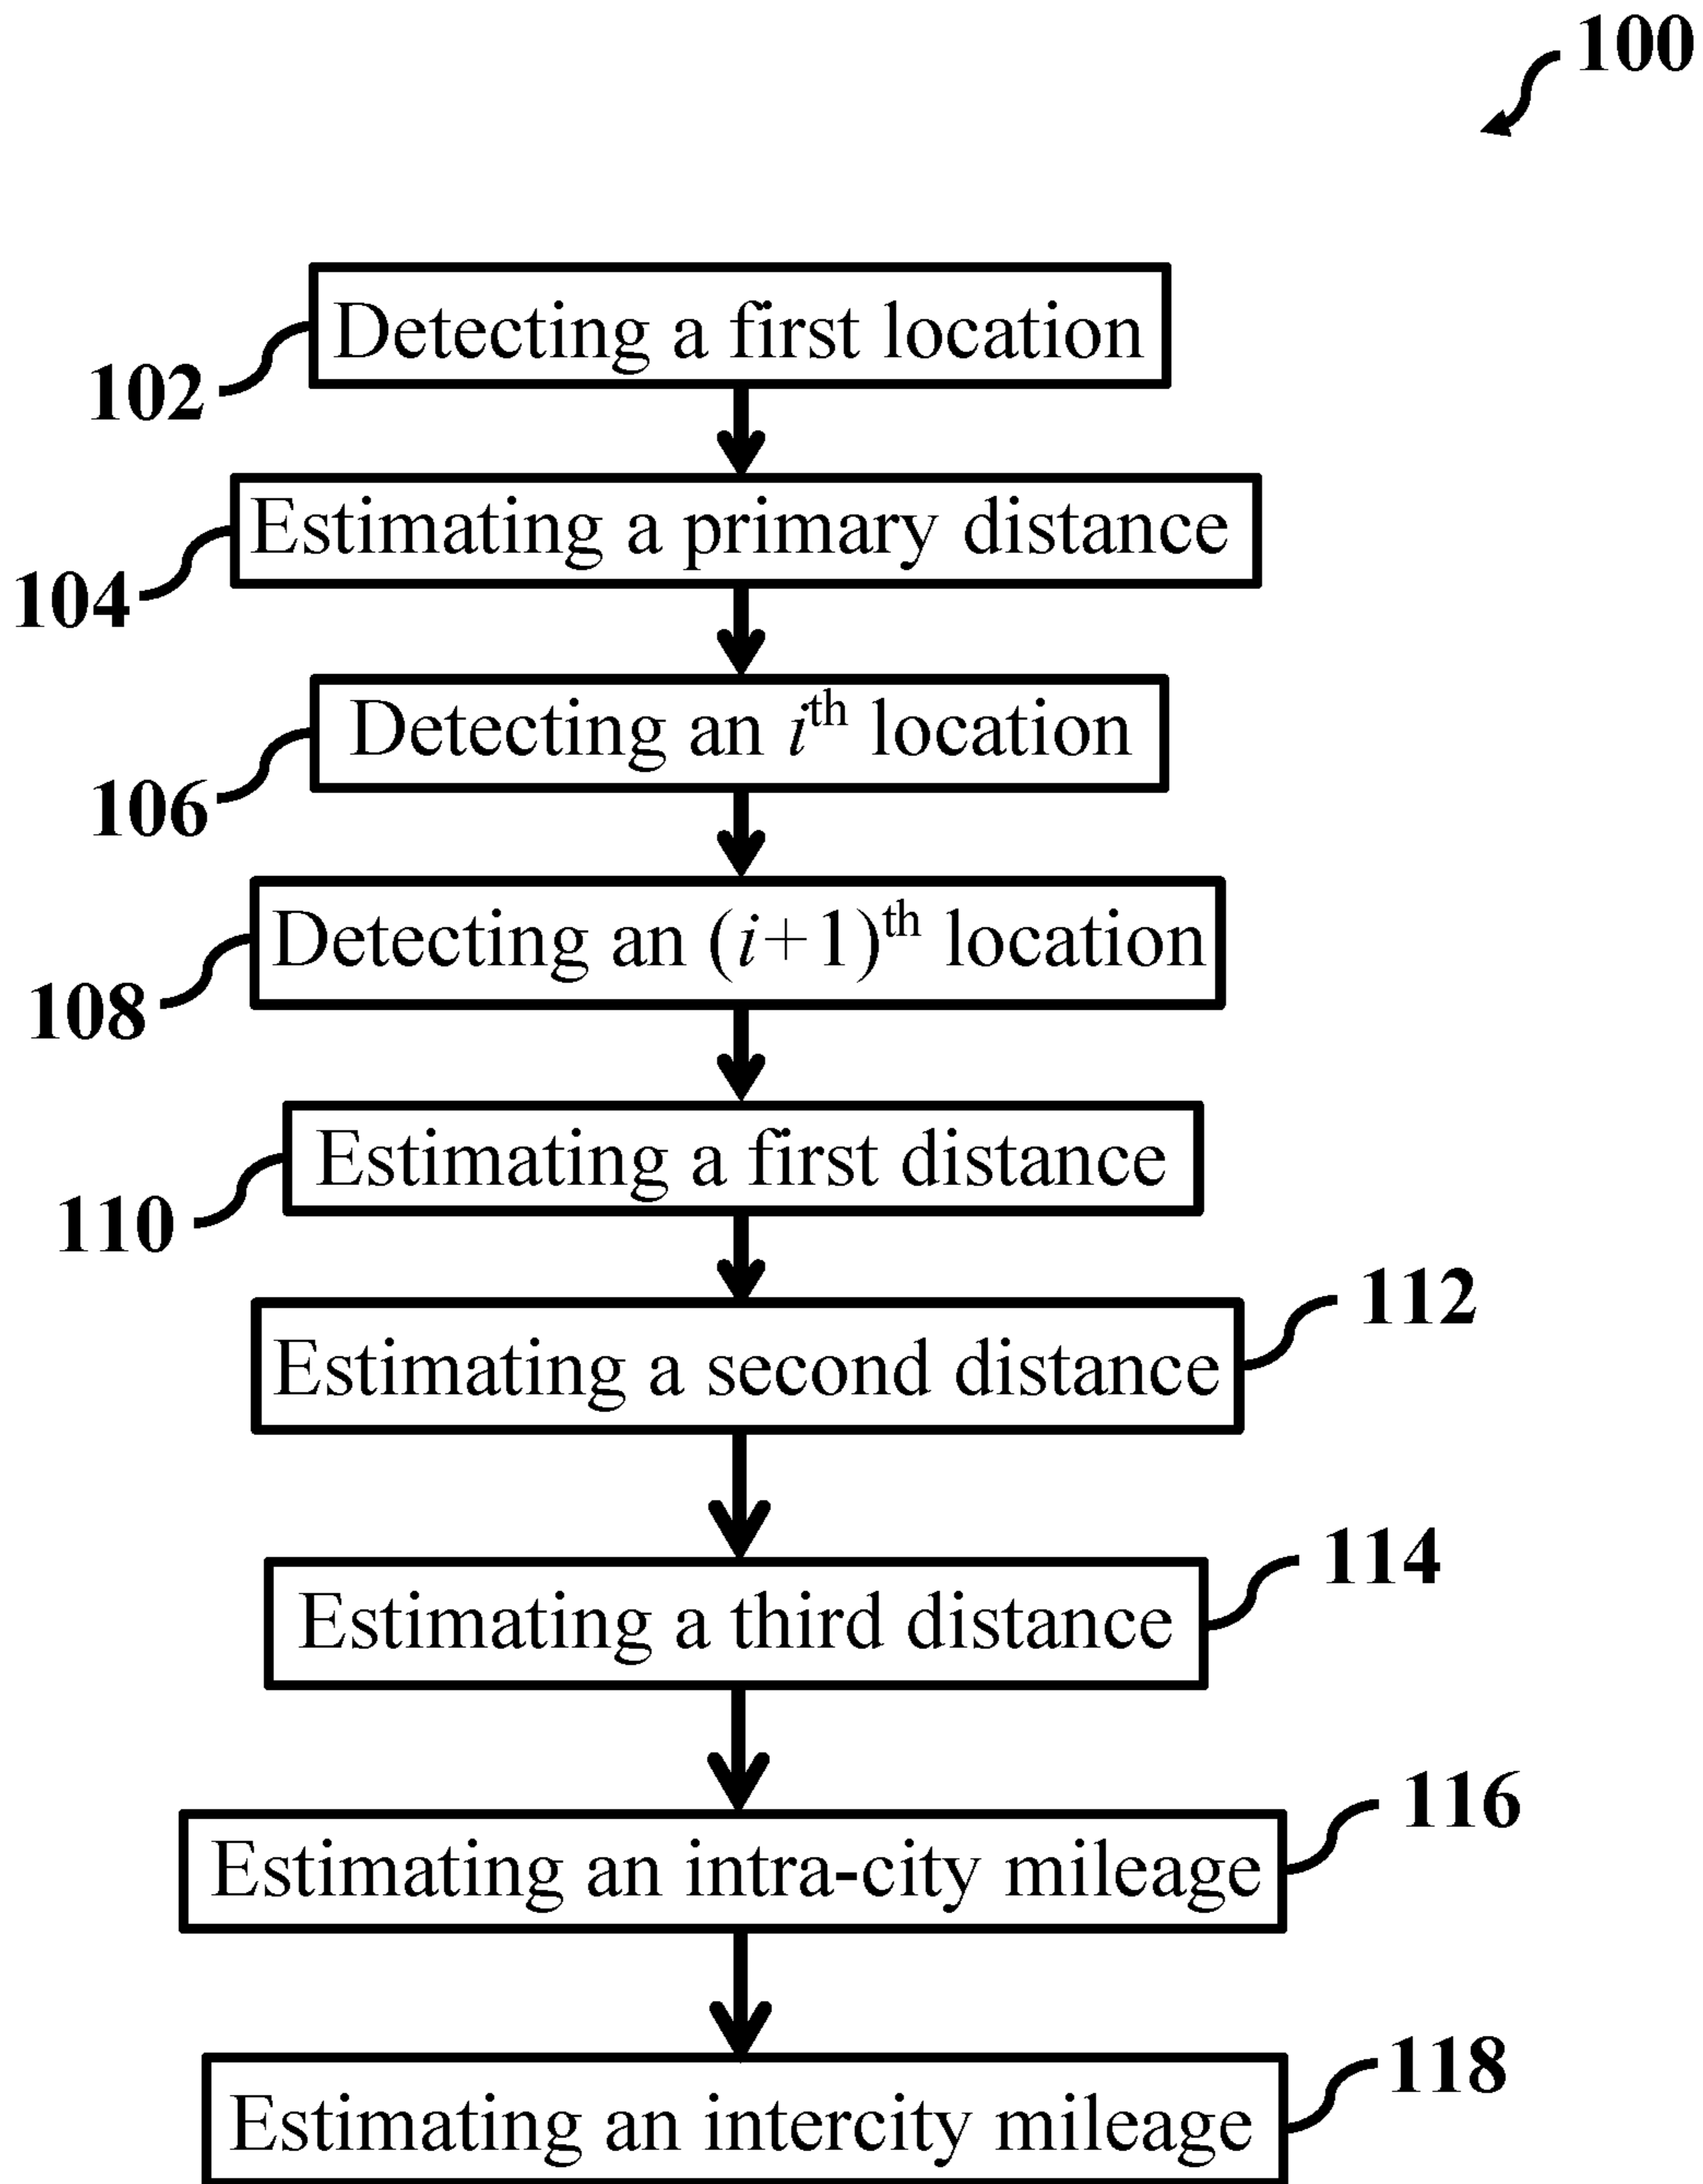 100
Detecting a first location
102
Estimating a primary distance
104
Detecting an iᵗʰ location
106
Detecting an (i+1)ᵗʰ location
108
Estimating a first distance
110
112
Estimating a second distance
114
Estimating a third distance
116
Estimating an intra-city mileage
118
Estimating an intercity mileage